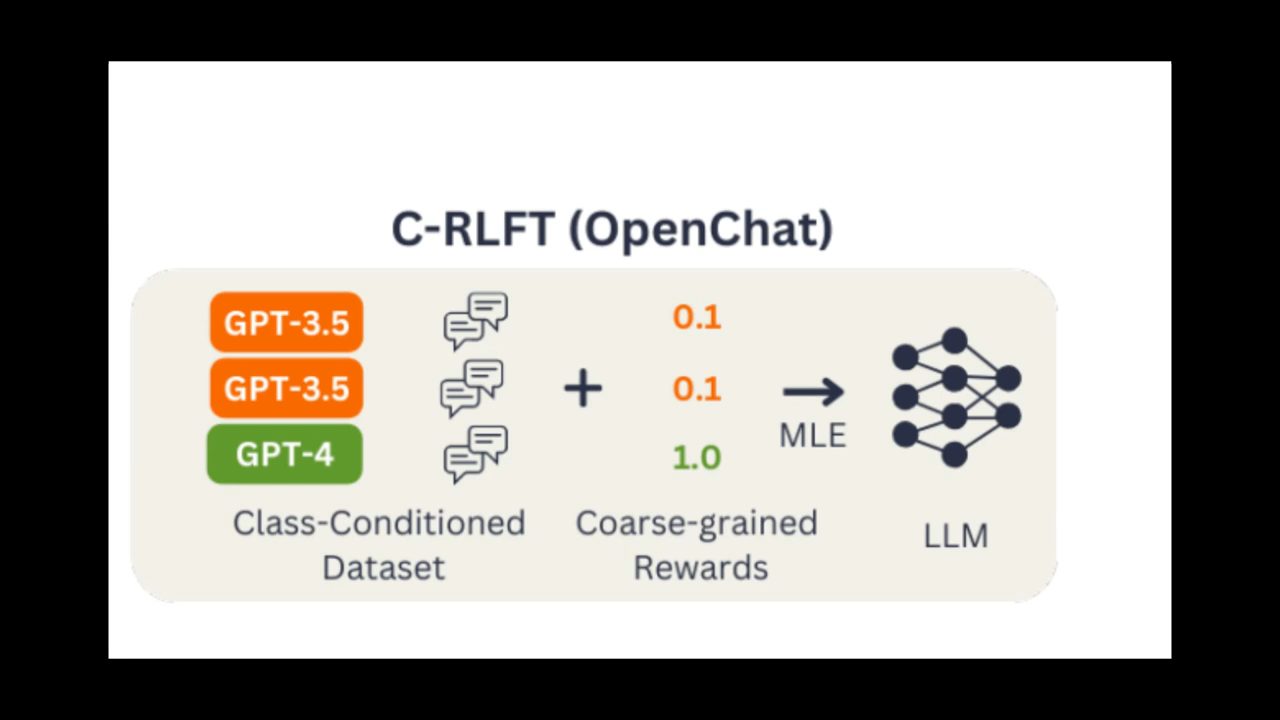 C-RLFT (OpenChat)
GPT-3.5
0.1
GPT-3.5
0.1
GPT-4
1.0
+
MLE
Class-Conditioned
Dataset
Coarse-grained
Rewards
LLM